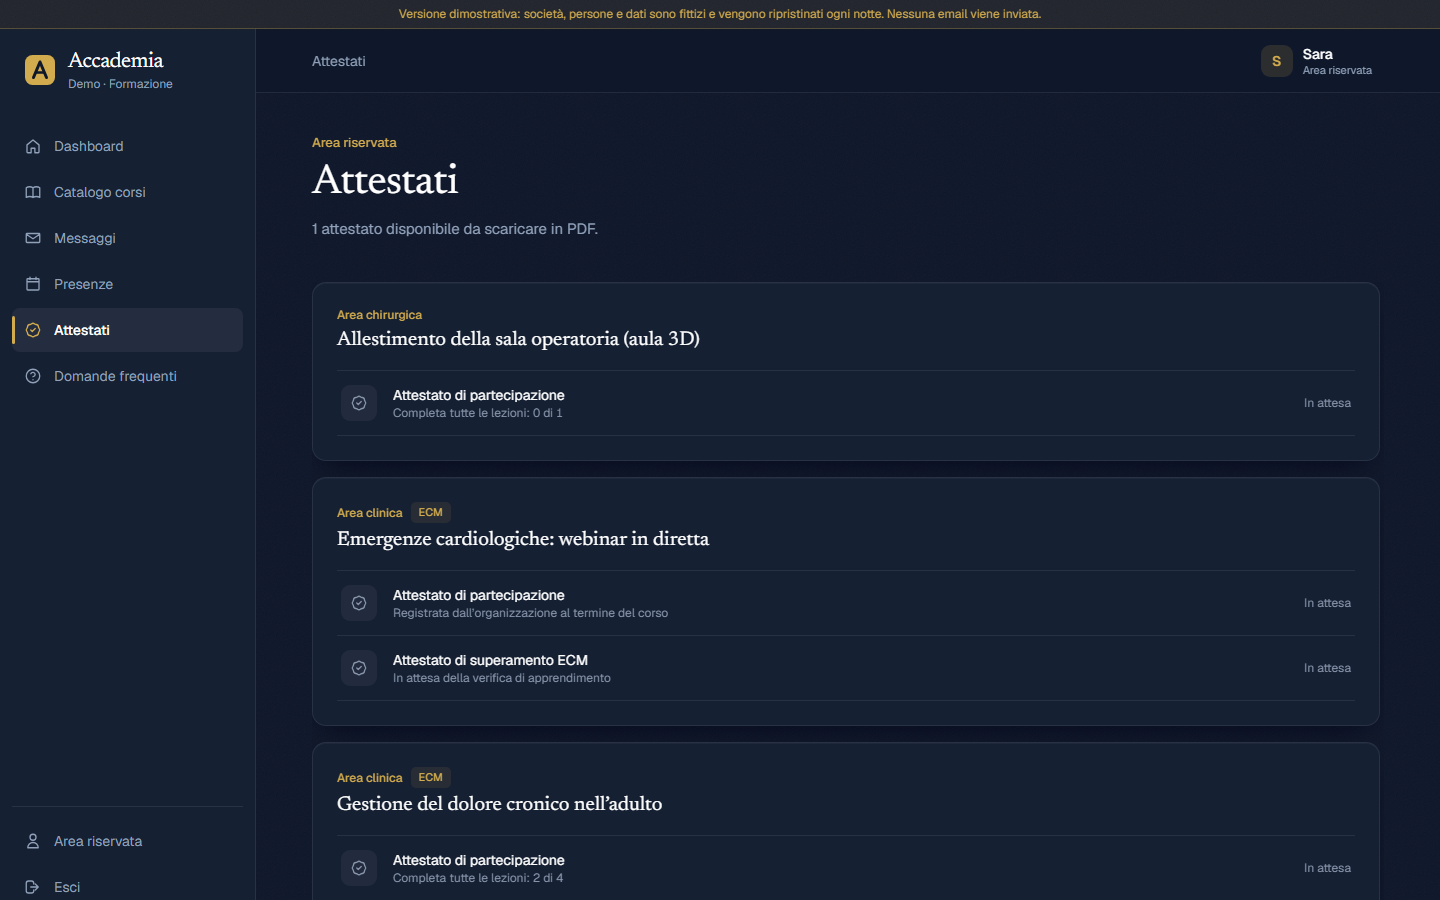 Versione dimostrativa: società, persone e dati sono fittizi e vengono ripristinati ogni notte. Nessuna email viene inviata.
A
Accademia
Demo · Formazione
Dashboard
Catalogo corsi
Messaggi
Presenze
Attestati
Domande frequenti
Area riservata
Esci
Attestati
S
Sara
Area riservata
Area riservata
Attestati
1 attestato disponibile da scaricare in PDF.
Area chirurgica
Allestimento della sala operatoria (aula 3D)
Attestato di partecipazione
Completa tutte le lezioni: 0 di 1
In attesa
Area clinica ECM
Emergenze cardiologiche: webinar in diretta
Attestato di partecipazione
Registrata dall'organizzazione al termine del corso
In attesa
Attestato di superamento ECM
In attesa della verifica di apprendimento
In attesa
Area clinica ECM
Gestione del dolore cronico nell’adulto
Attestato di partecipazione
Completa tutte le lezioni: 2 di 4
In attesa